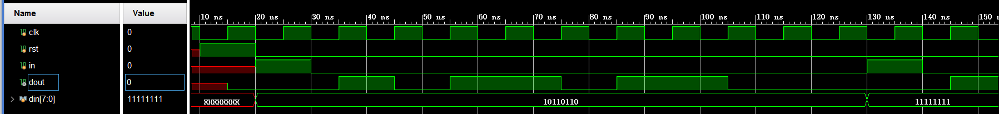 Name Value 10 ns 20 ns 30 ns 40 ns 50 ns 60 ns 70 ns 80 ns 90 ns 100 ns 110 ns 120 ns 130 ns 140 ns 150 n
clk 0
rst 0
in 0
dout 0
din[7:0] 11111111 XXXXXXXX 10110110 11111111